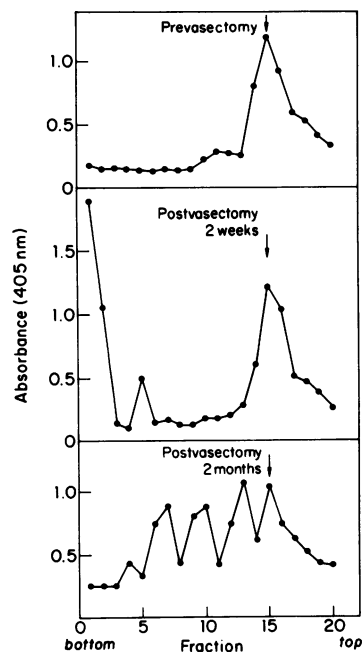 Prevasectomy
1.0
0.5
0
Postvasectomy
2 weeks
1.5
1.0
0.5
0
Absorbance (405 nm)
Postvasectomy
2 months
1.0
0.5
0 5 10 15 20
bottom Fraction top